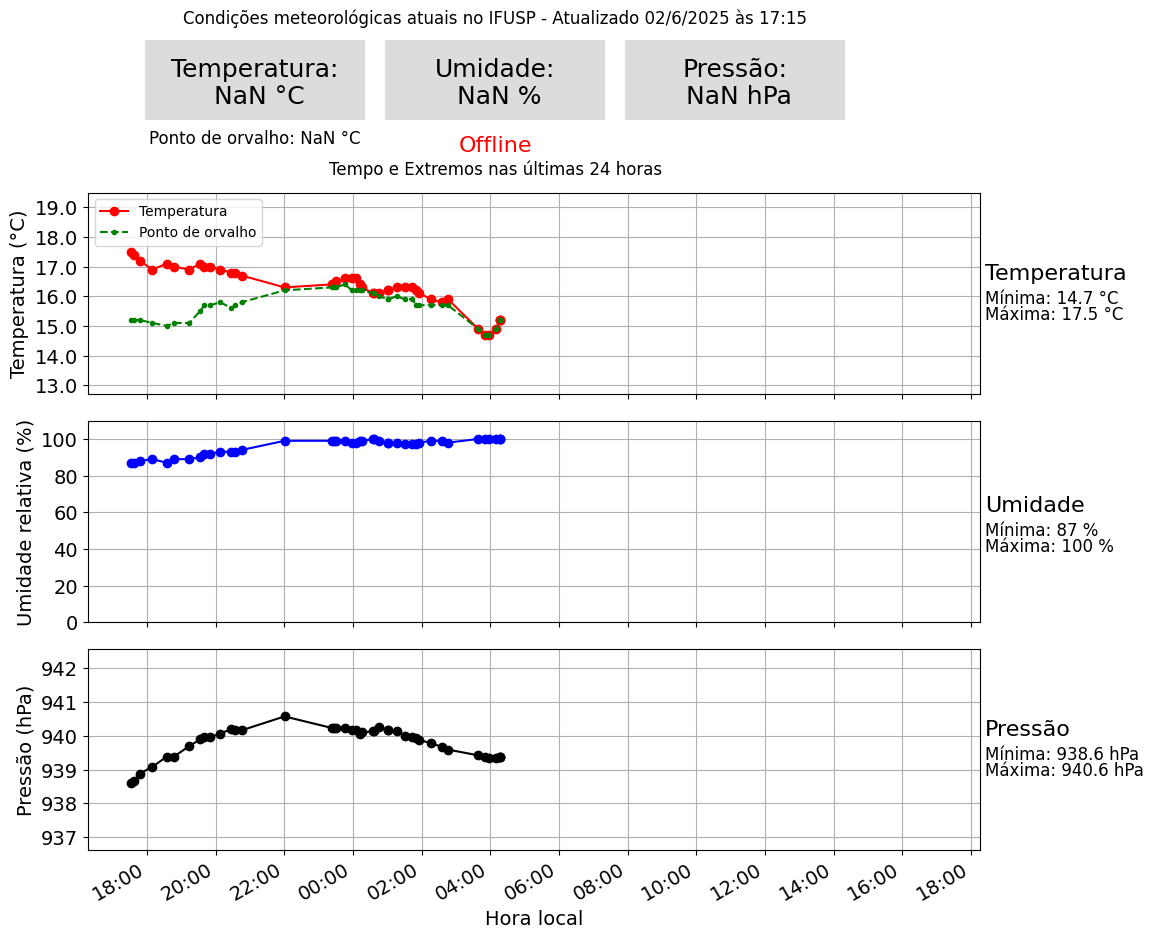 Condições meteorológicas atuais no IFUSP - Atualizado 02/6/2025 às 17:15
Temperatura:
NaN °C
Umidade:
NaN %
Pressão:
NaN hPa
Ponto de orvalho: NaN °C
Offline
Tempo e Extremos nas últimas 24 horas
Temperatura (°C)
19.0
18.0
17.0
16.0
15.0
14.0
13.0
Temperatura
Ponto de orvalho
Temperatura
Mínima: 14.7 °C
Máxima: 17.5 °C
Umidade relativa (%)
100
80
60
40
20
0
Umidade
Mínima: 87 %
Máxima: 100 %
Pressão (hPa)
942
941
940
939
938
937
Pressão
Mínima: 938.6 hPa
Máxima: 940.6 hPa
18:00
20:00
22:00
00:00
02:00
04:00
06:00
08:00
10:00
12:00
14:00
16:00
18:00
Hora local